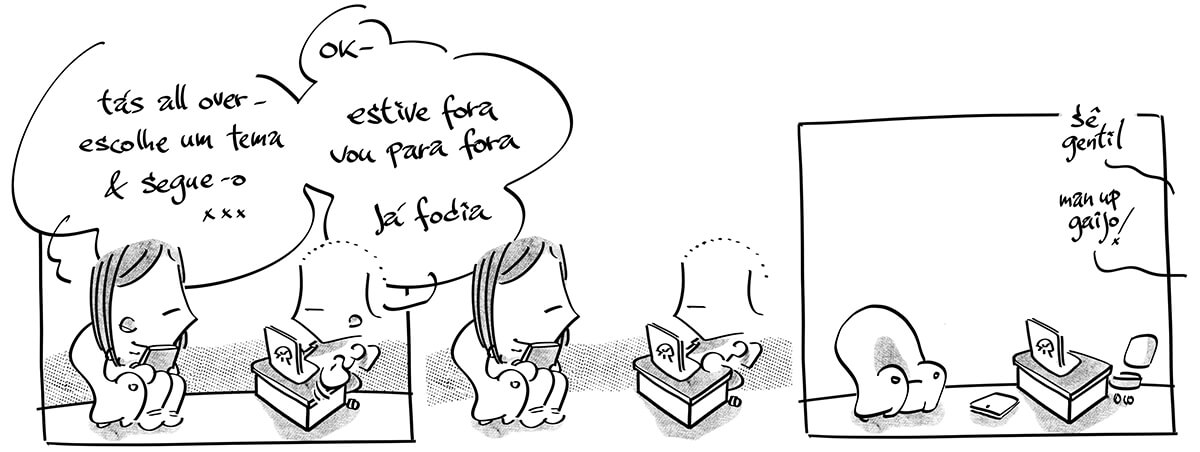 tás all over-
escolhe um tema
& segue-o
xxx
OK-
estive fora
vou para fora
Já fodia
sê
gentil
man up
gaijo!
x